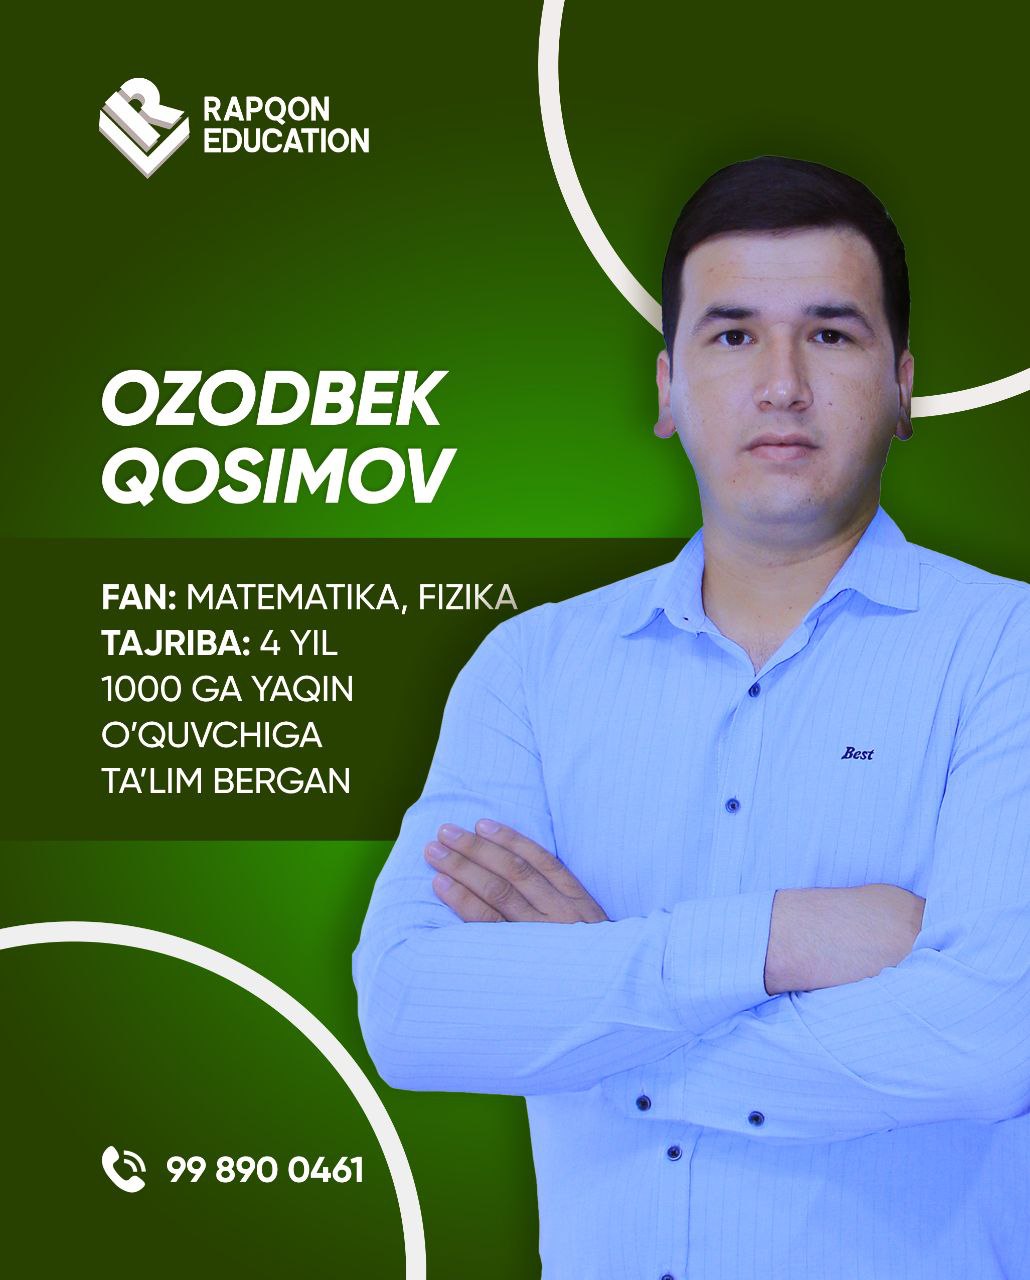 RAPQON
EDUCATION
OZODBEK
QOSIMOV
FAN: MATEMATIKA, FIZIKA
TAJRIBA: 4 YIL
1000 GA YAQIN
O’QUVCHIGA
TA’LIM BERGAN
Best
99 890 0461